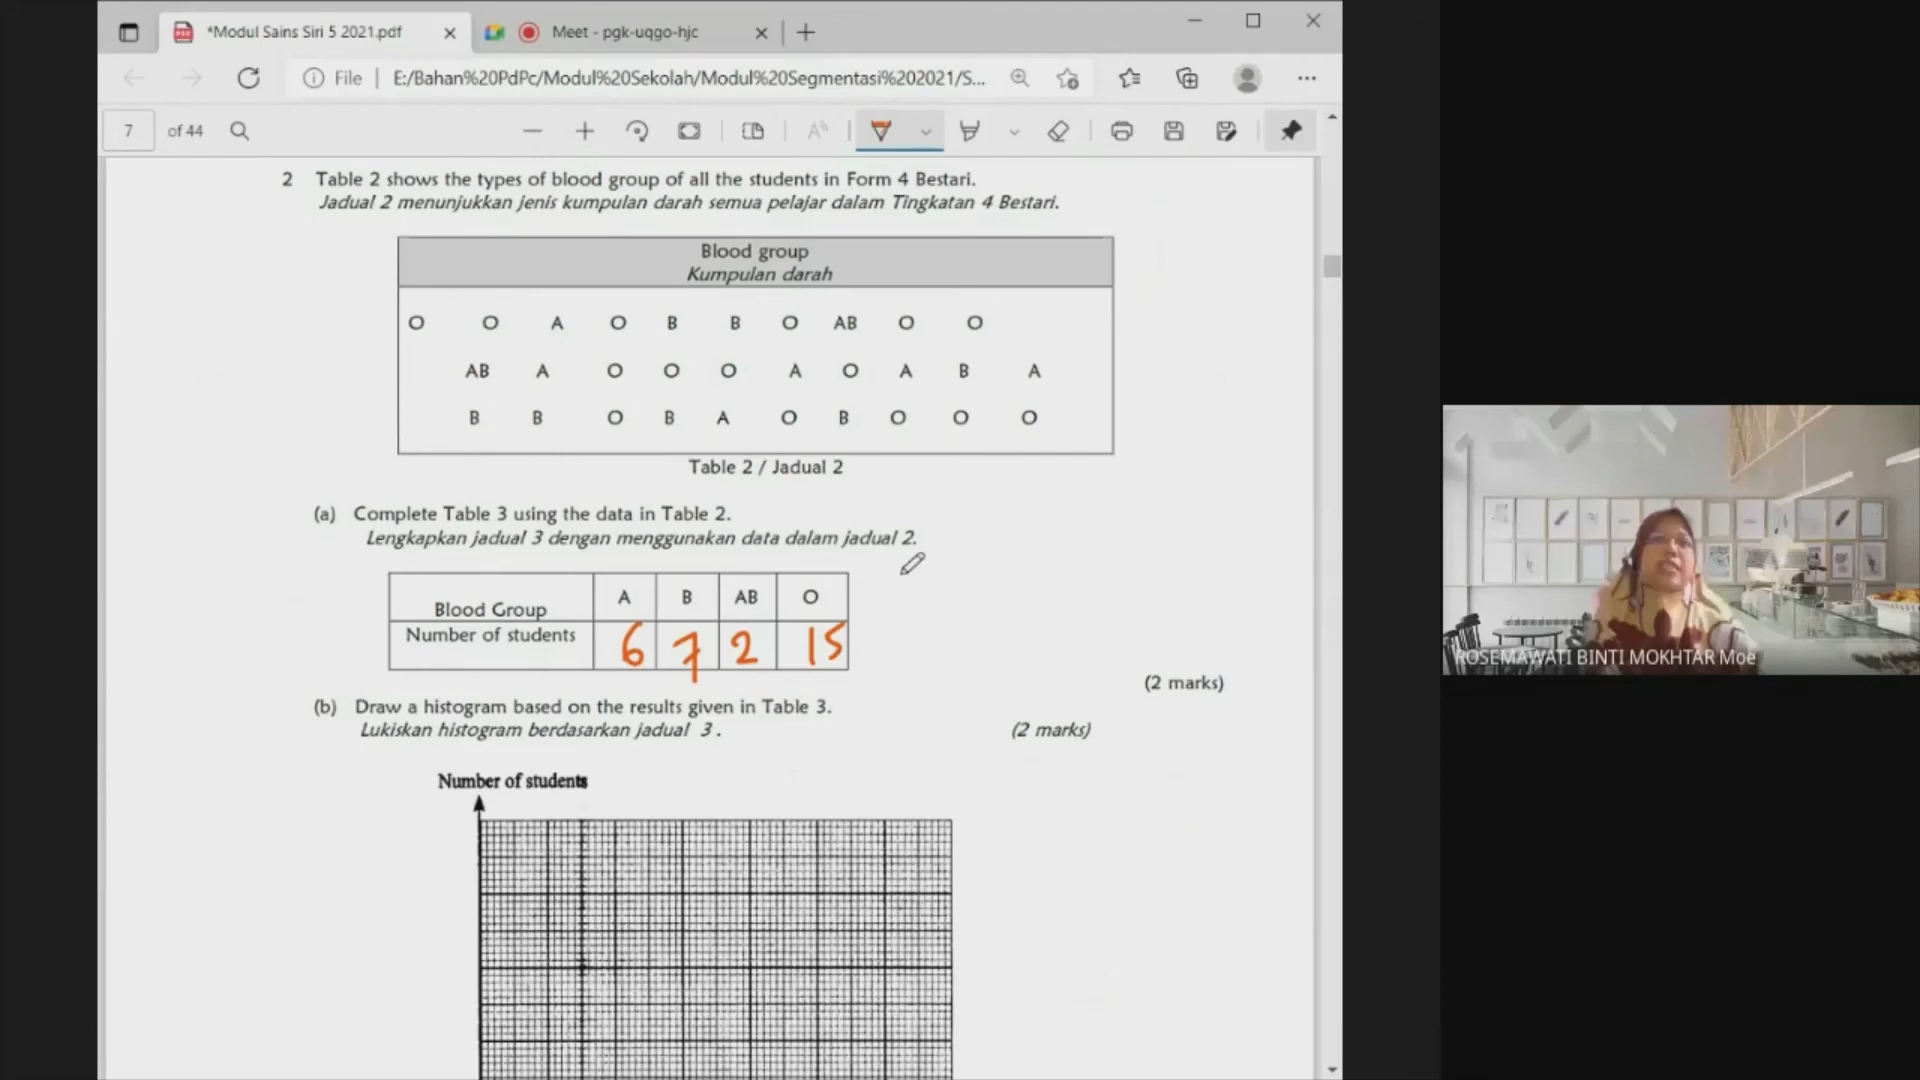 *Modul Sains Siri 5 2021.pdf
Meet - pgk-uqgo-hjc
File | E:/Bahan%20PdPc/Modul%20Sekolah/Modul%20Segmentasi%202021/S...
7 of 44
2 Table 2 shows the types of blood group of all the students in Form 4 Bestari.
Jadual 2 menunjukkan jenis kumpulan darah semua pelajar dalam Tingkatan 4 Bestari.
Blood group
Kumpulan darah
O O A O B B O AB O O
AB A O O O A O A B A
B B O B A O B O O O
Table 2 / Jadual 2
(a) Complete Table 3 using the data in Table 2.
Lengkapkan jadual 3 dengan menggunakan data dalam jadual 2.
Blood Group A B AB O
Number of students 6 7 2 15
(2 marks)
(b) Draw a histogram based on the results given in Table 3.
Lukiskan histogram berdasarkan jadual 3 . (2 marks)
Number of students
ROSEMAWATI BINTI MOKHTAR Moe